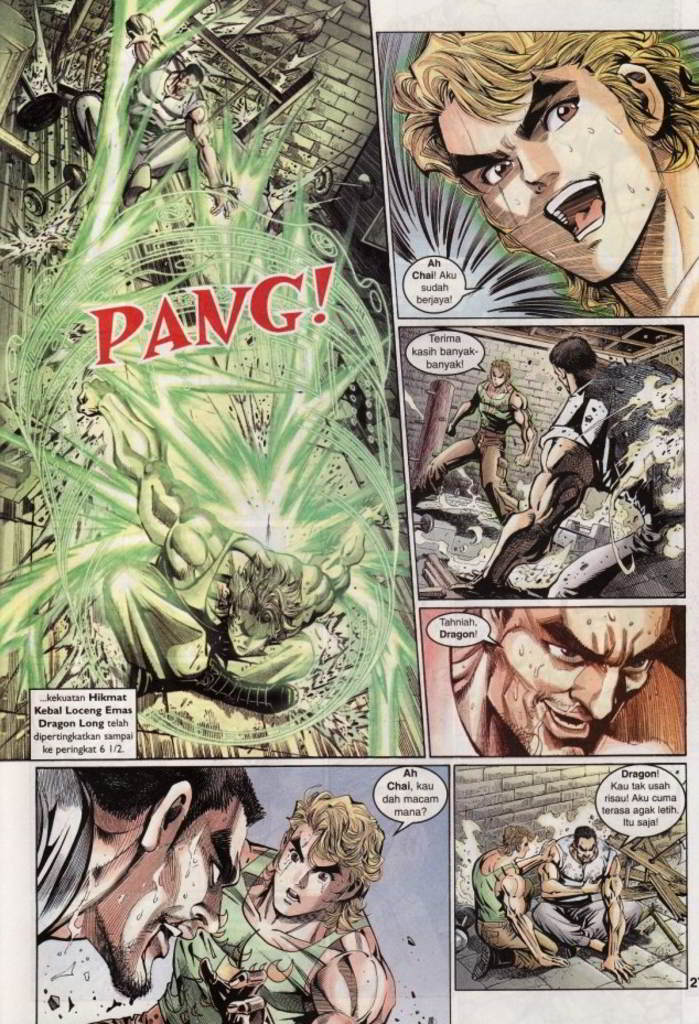 PANG!
...kekuatan Hikmat
Kebal Loceng Emas
Dragon Long telah
dipertingkatkan sampai
ke peringkat 6 1/2.
Ah
Chai! Aku
sudah
berjaya!
Terima
kasih banyak-
banyak!
Tahniah,
Dragon!
Ah
Chai, kau
dah macam
mana?
Dragon!
Kau tak usah
risau! Aku cuma
terasa agak letih.
Itu saja!